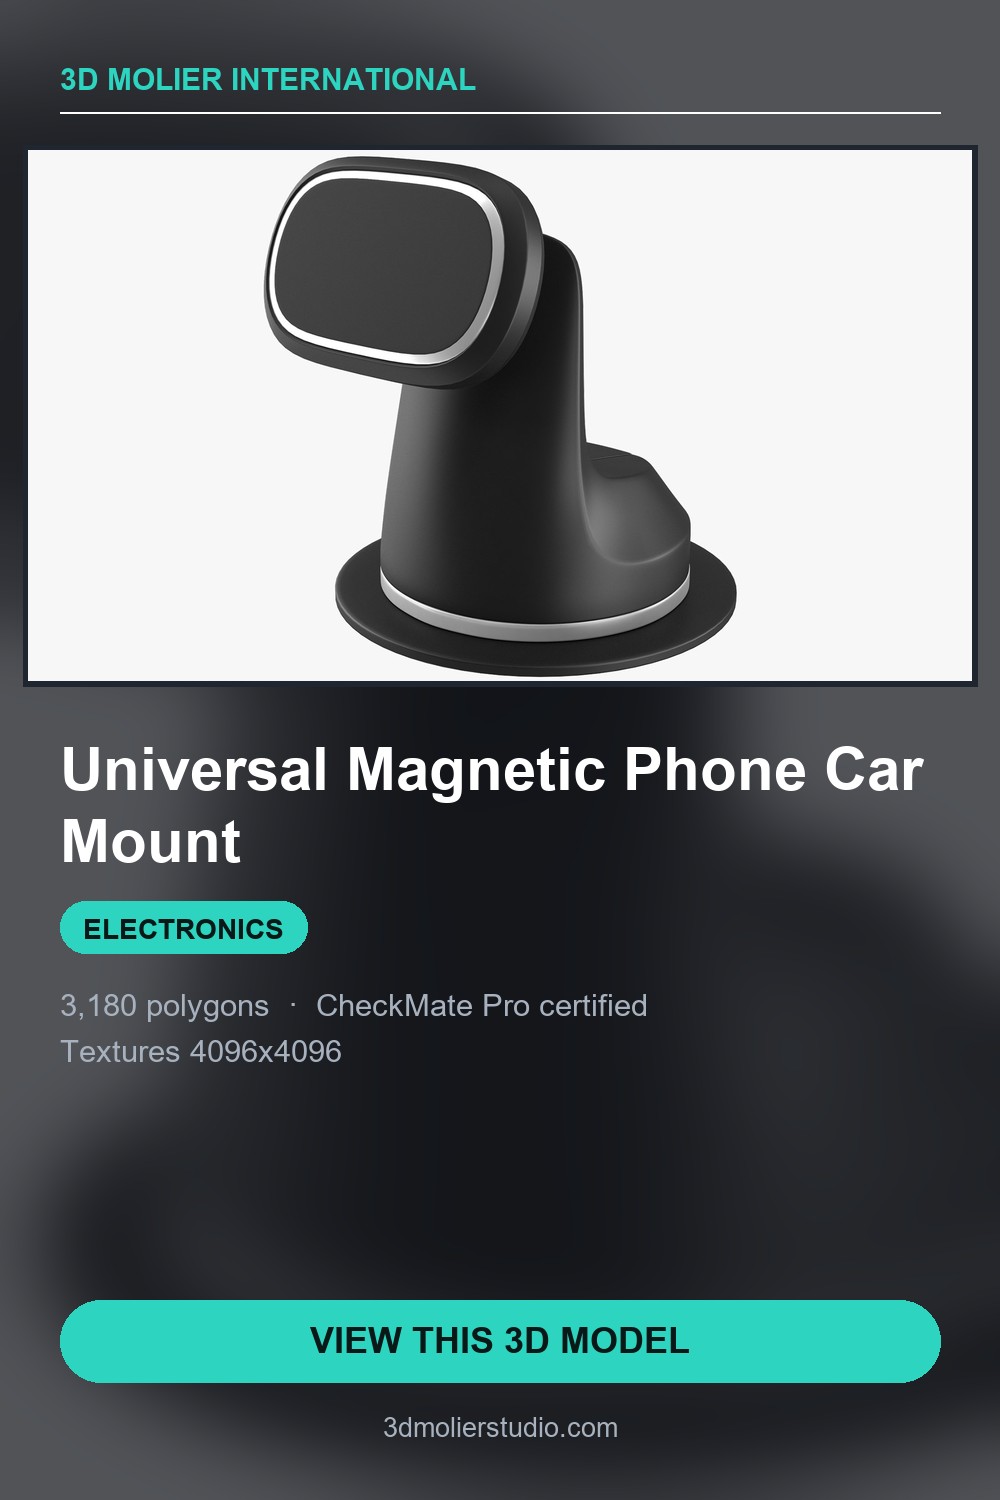 3D MOLIER INTERNATIONAL
Universal Magnetic Phone Car
Mount
ELECTRONICS
3,180 polygons · CheckMate Pro certified
Textures 4096x4096
VIEW THIS 3D MODEL
3dmolierstudio.com